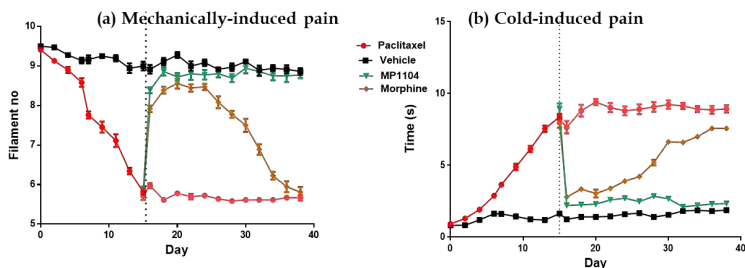 (a) Mechanically-induced pain
(b) Cold-induced pain
Filament no
10
9
8
7
6
5
0
10
20
30
40
Day
Paclitaxel
Vehicle
MP1104
Morphine
Time (s)
15
10
5
0
0
10
20
30
40
Day